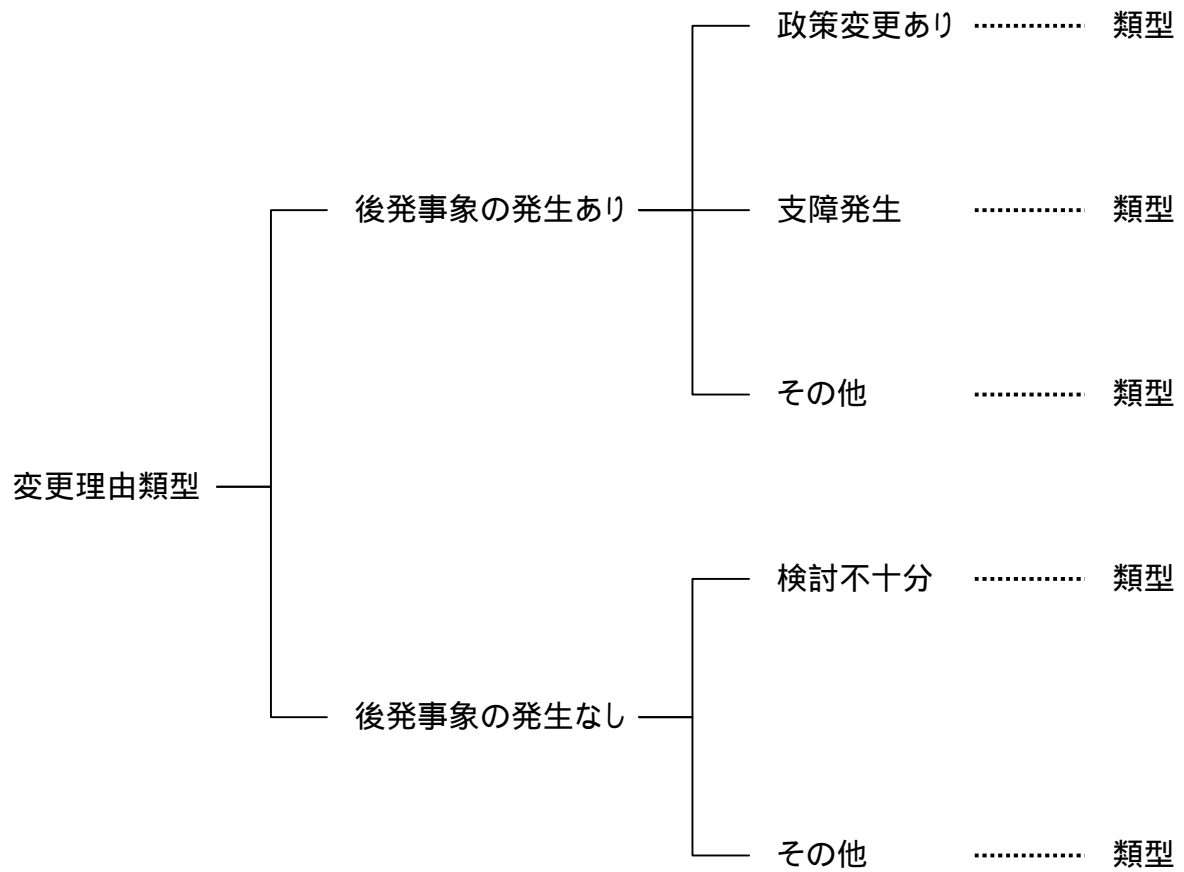 政策変更あり ……… 類型
後発事象の発生あり 支障発生 ……… 類型
その他 ……… 類型
変更理由類型
検討不十分 ……… 類型
後発事象の発生なし
その他 ……… 類型